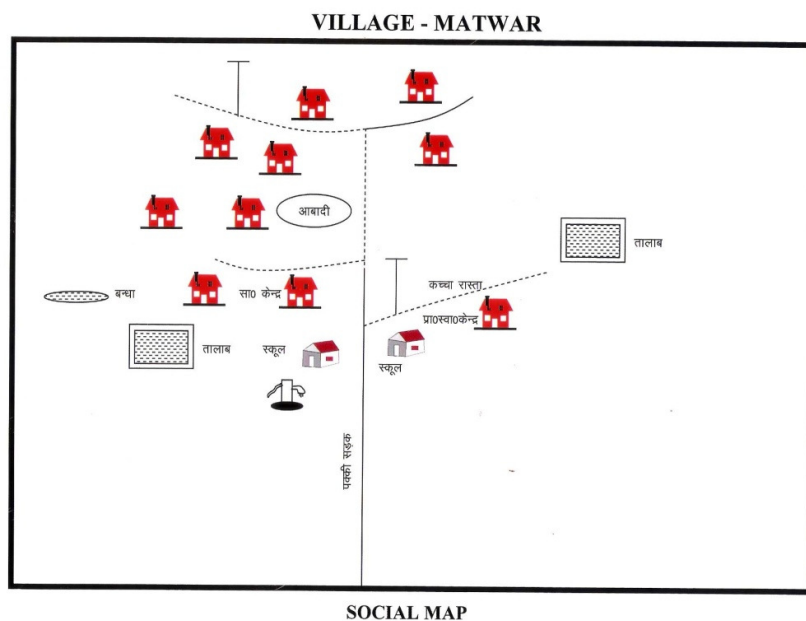 VILLAGE - MATWAR
आबादी
तालाब
कच्चा रास्ता
बन्धा
सा0 केन्द्र
प्रा0स्वा0केन्द्र
तालाब
स्कूल
स्कूल
पक्की सड़क
SOCIAL MAP